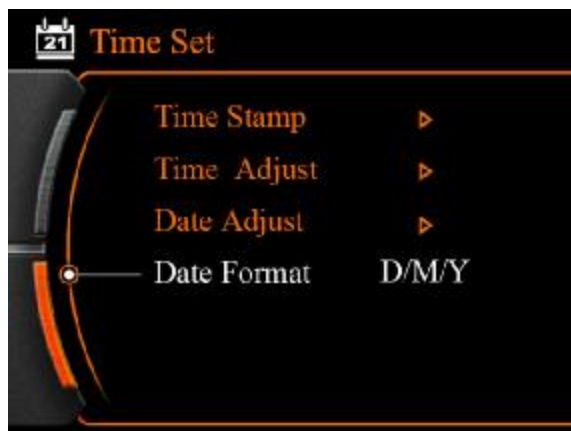 21
Time Set
Time Stamp
Time Adjust
Date Adjust
Date Format D/M/Y